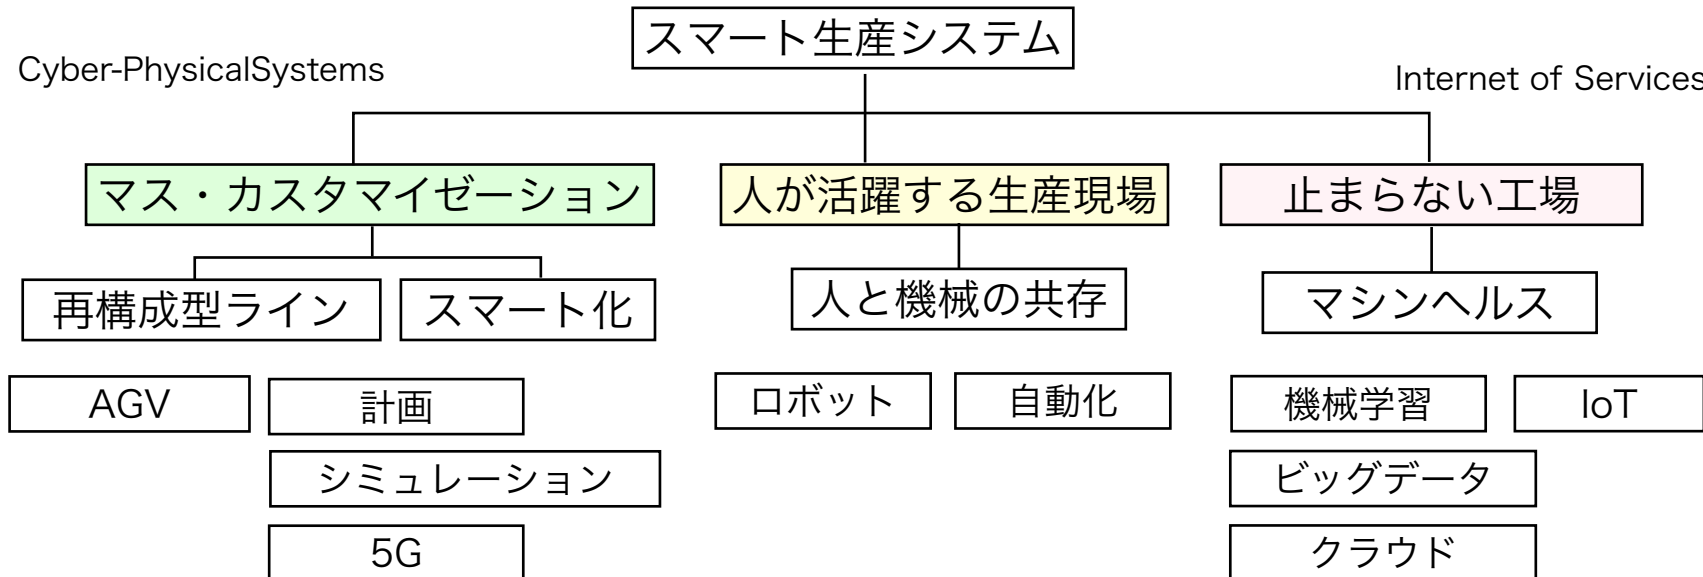 スマート生産システム
Cyber-PhysicalSystems
Internet of Services
マス・カスタマイゼーション
人が活躍する生産現場
止まらない工場
再構成型ライン
スマート化
人と機械の共存
マシンヘルス
AGV
計画
ロボット
自動化
機械学習
IoT
シミュレーション
ビッグデータ
5G
クラウド